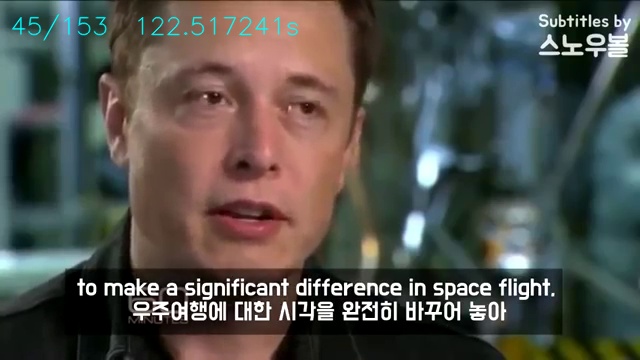 45/153 122.517241s
Subtitles by
스노우볼
to make a significant difference in space flight,
우주여행에 대한 시각을 완전히 바꾸어 놓아
MINUTES